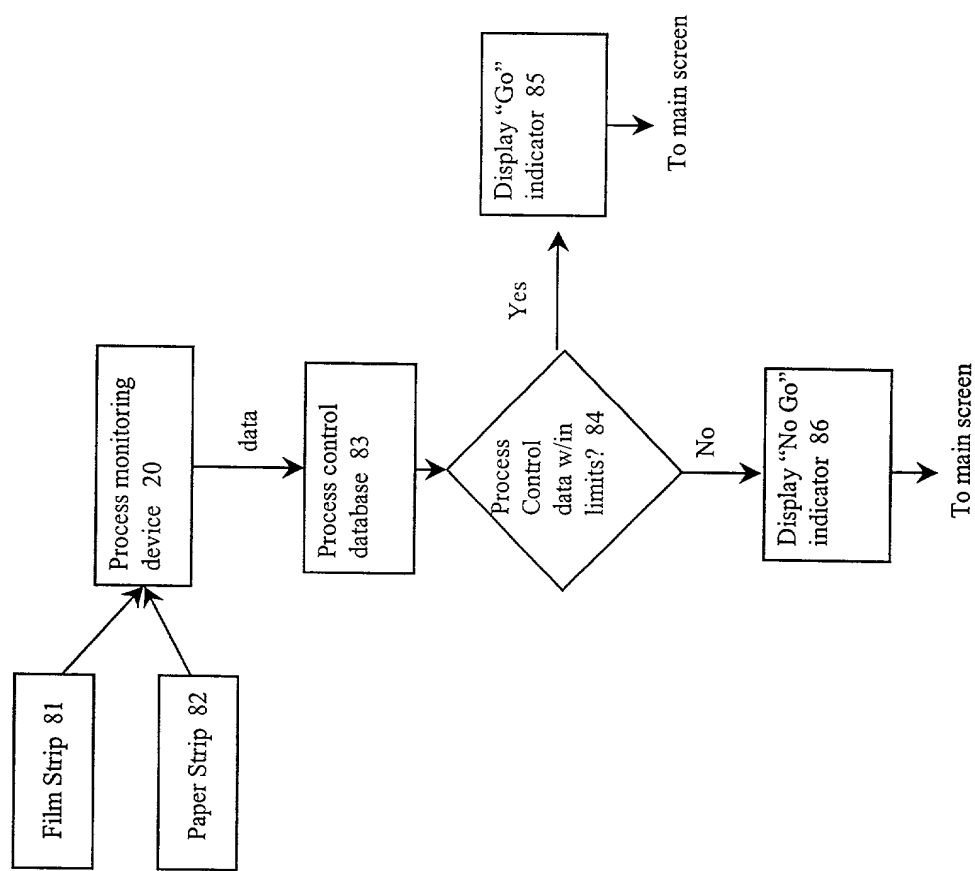 Film Strip 81
Paper Strip 82
Process monitoring
device 20
data
Process control
database 83
Process
Control
data w/in
limits? 84
Yes
Display “Go”
indicator 85
To main screen
No
Display “No Go”
indicator 86
To main screen